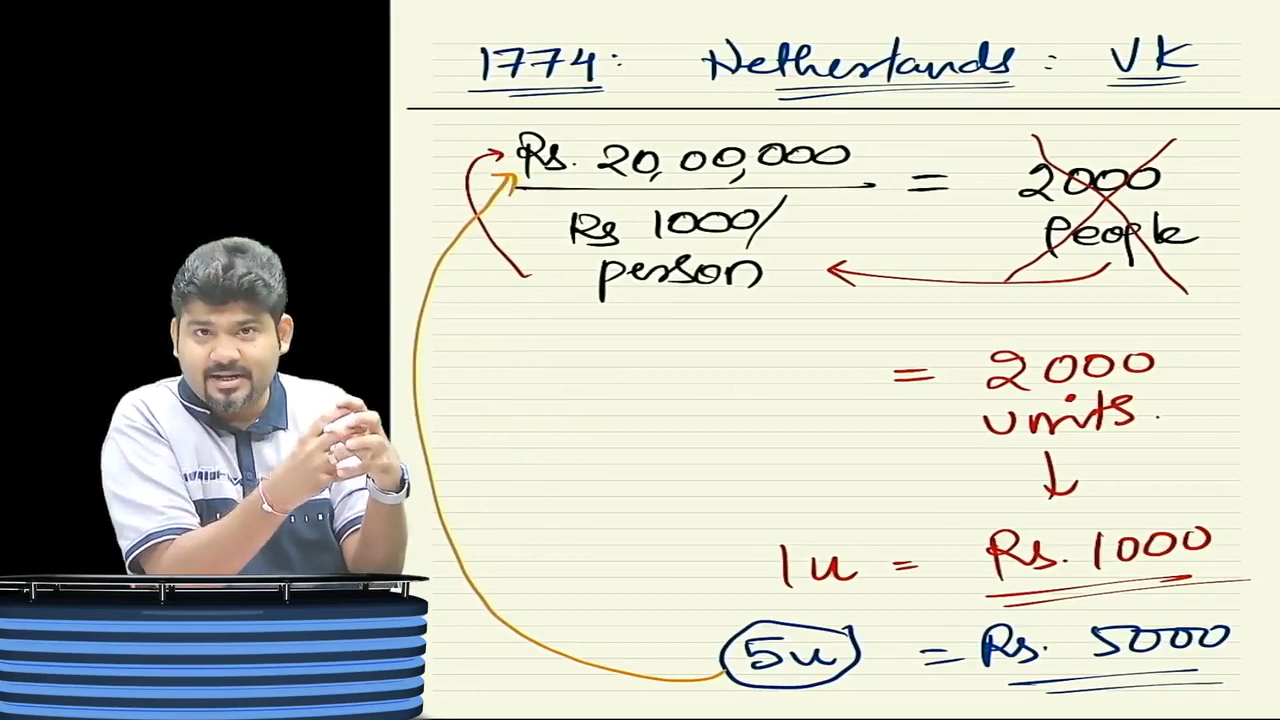 1774: Netherlands: VK
Rs. 20,00,000 = 2000
Rs 1000/ people
person
= 2000
units.
1u = Rs. 1000
5u = Rs. 5000